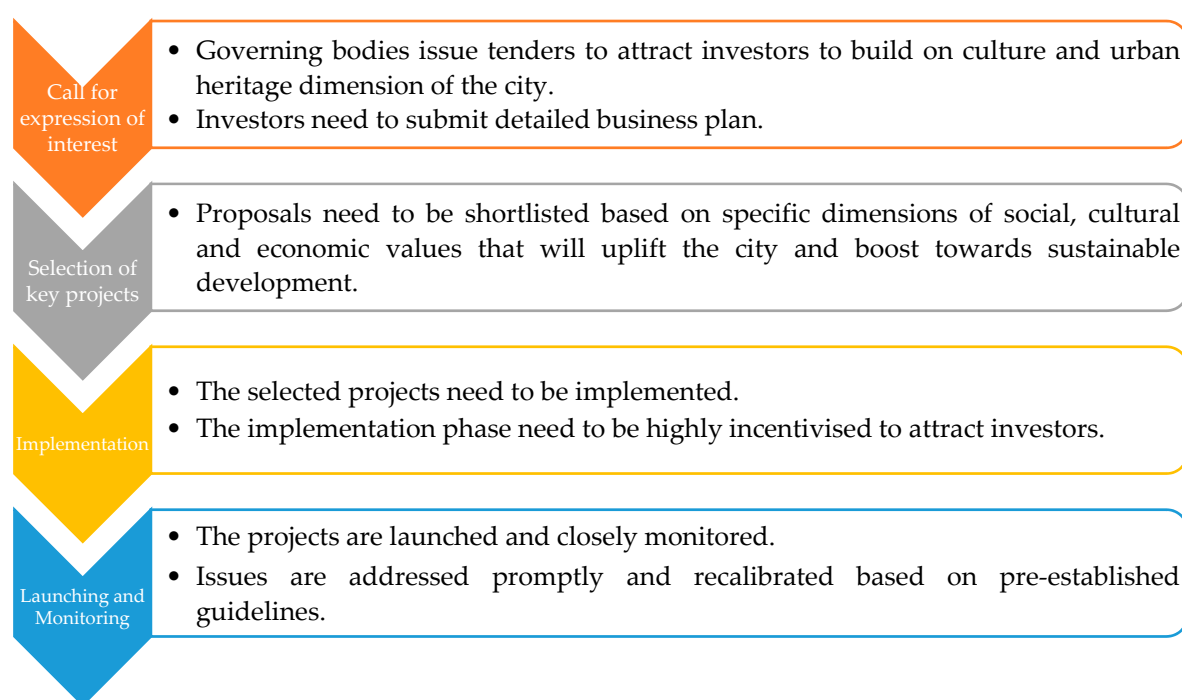 Call for
expression of
interest
• Governing bodies issue tenders to attract investors to build on culture and urban
heritage dimension of the city.
• Investors need to submit detailed business plan.
Selection of
key projects
• Proposals need to be shortlisted based on specific dimensions of social, cultural
and economic values that will uplift the city and boost towards sustainable
development.
Implementation
• The selected projects need to be implemented.
• The implementation phase need to be highly incentivised to attract investors.
Launching and
Monitoring
• The projects are launched and closely monitored.
• Issues are addressed promptly and recalibrated based on pre-established
guidelines.